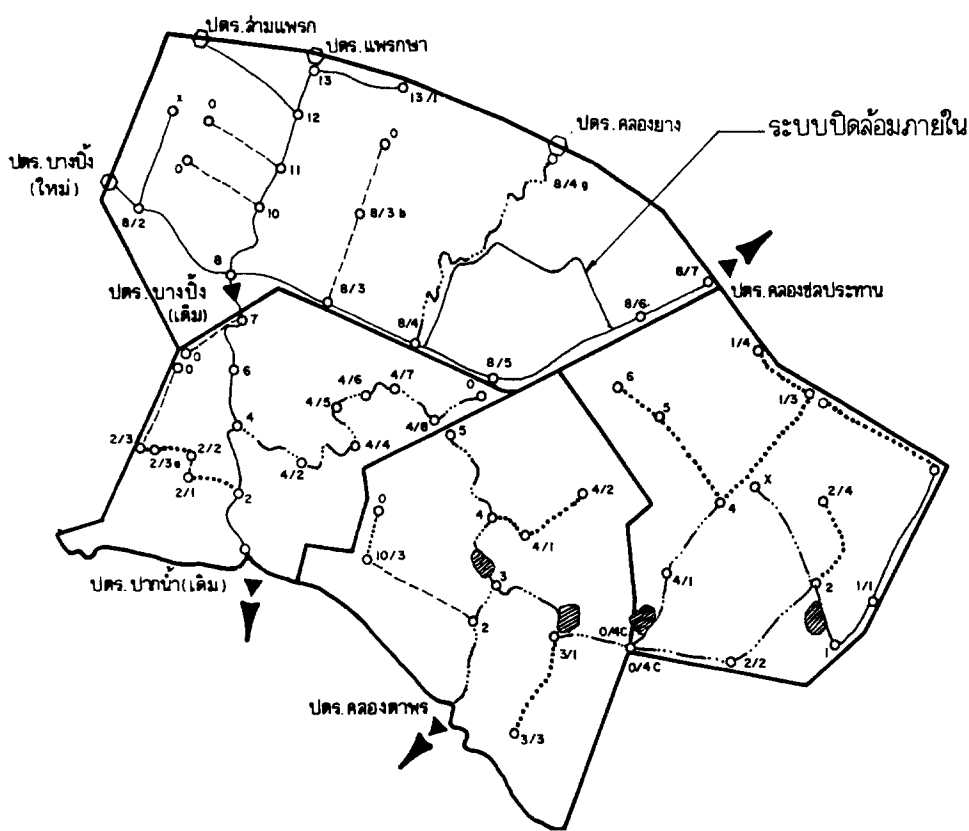 ปตร.สามแพรก
ปตร.แพรกษา
13
13/1
x
0
12
0
ปตร.คลองยาง
ระบบปิดล้อมภายใน
ปตร.บางปิ้ง
(ใหม่)
0
11
8/4 g
8/2
10
8/3 b
8
8/7
ปตร.บางปิ้ง
(เดิม)
8/3
ปตร.คลองชลประทาน
8/6
7
8/4
1/4
0
0
8/5
6
4/6
4/7
0
6
1/3
4/5
5
4
4/8
5
2/3
2/2
4/4
2/3 a
4/2
x
2/1
2
0
4/2
4
2/4
4
4/1
10/3
3
4/1
2
1/1
ปตร.ปากน้ำ(เดิม)
2
3/1
0/4C
0/4C
2/2
1
ปตร.คลองตาพร
3/3